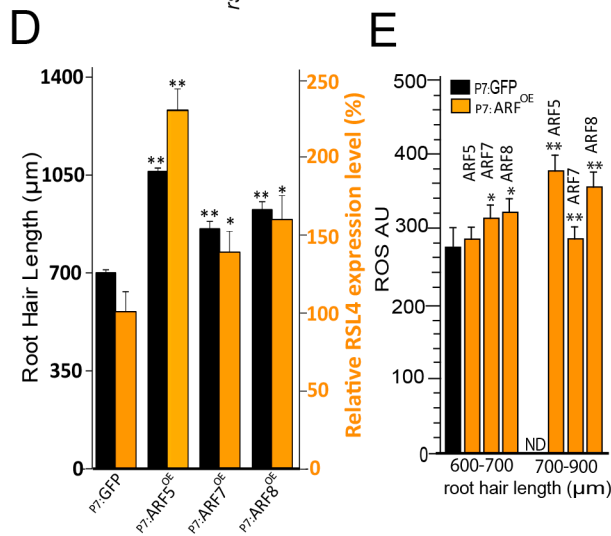 D
Root Hair Length (µm)
1400
1050
700
350
0
**
**
**
*
**
*
250
200
150
100
50
0
Relative RSL4 expression level (%)
P7:GFP
P7:ARF5OE
P7:ARF7OE
P7:ARF8OE
E
ROS AU
500
400
300
200
100
0
P7:GFP
P7:ARFOE
ARF5
ARF7
*
ARF8
*
ND
ARF5
**
ARF7
**
ARF8
**
600-700
700-900
root hair length (µm)